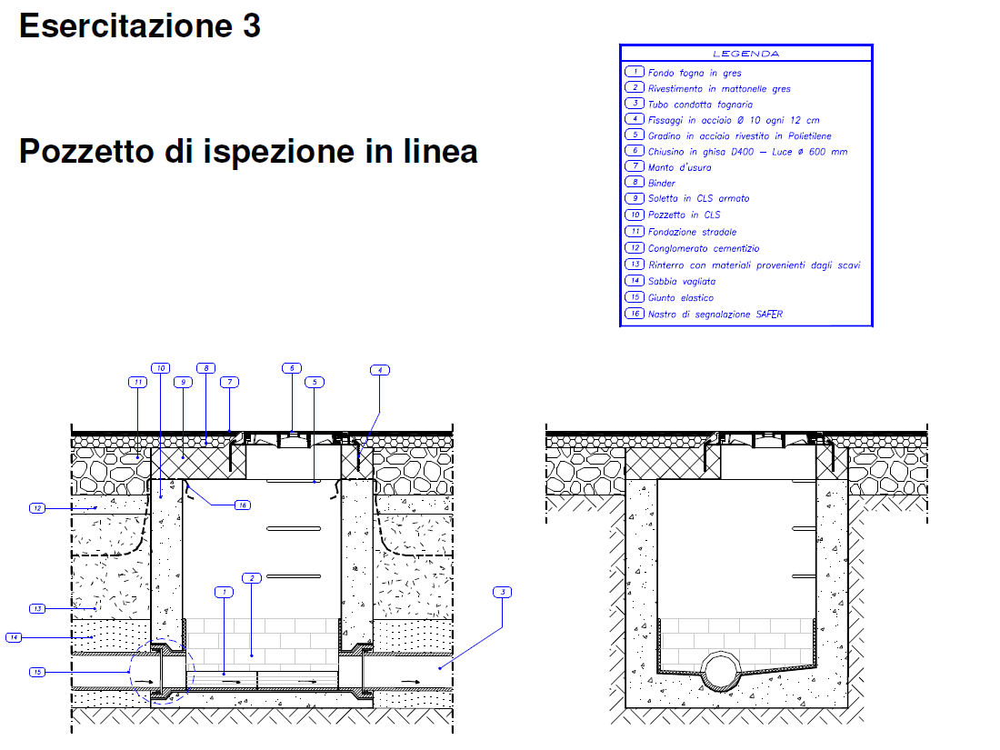 Esercitazione 3
Pozzetto di ispezione in linea
LEGENDA
1 Fondo fogna in gres
2 Rivestimento in mattonelle gres
3 Tubo condotta fognaria
4 Fissaggi in acciaio Ø 10 ogni 12 cm
5 Gradino in acciaio rivestito in Polietilene
6 Chiusino in ghisa D400 – Luce Ø 600 mm
7 Manto d'usura
8 Binder
9 Soletta in CLS armato
10 Pozzetto in CLS
11 Fondazione stradale
12 Conglomerato cementizio
13 Rinterro con materiali provenienti dagli scavi
14 Sabbia vagliata
15 Giunto elastico
16 Nastro di segnalazione SAFER
10 8 6 4
11 9 7 5
12 16
2
1 3
13
14
15